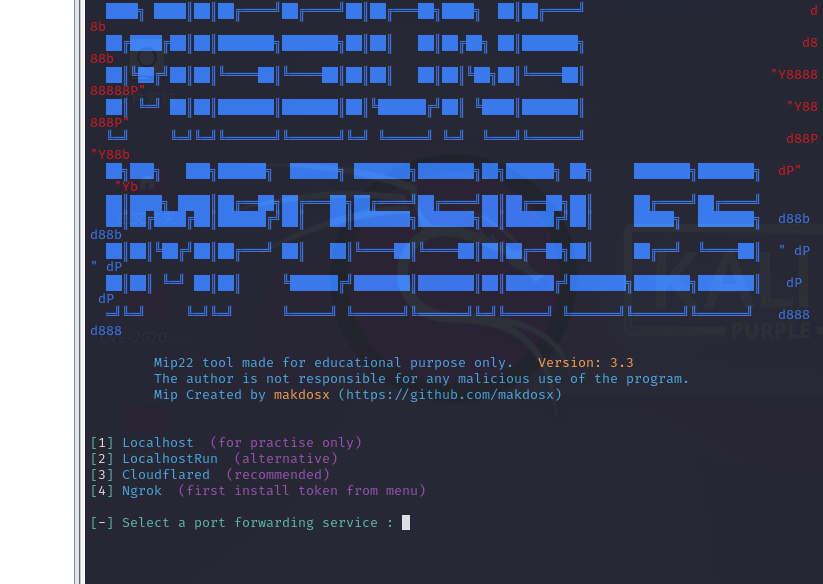 d
8b
d8
88b
"Y8888
88888P"
"Y88
888P"
d88P
"Y88b
dP"
"Yb
d88b
d88b
" dP
" dP
dP
dP
d888
d888
KALI
PURPLE
Mip22 tool made for educational purpose only. Version: 3.3
The author is not responsible for any malicious use of the program.
Mip Created by makdosx (https://github.com/makdosx)
[1] Localhost (for practise only)
[2] LocalhostRun (alternative)
[3] Cloudflared (recommended)
[4] Ngrok (first install token from menu)
[-] Select a port forwarding service :